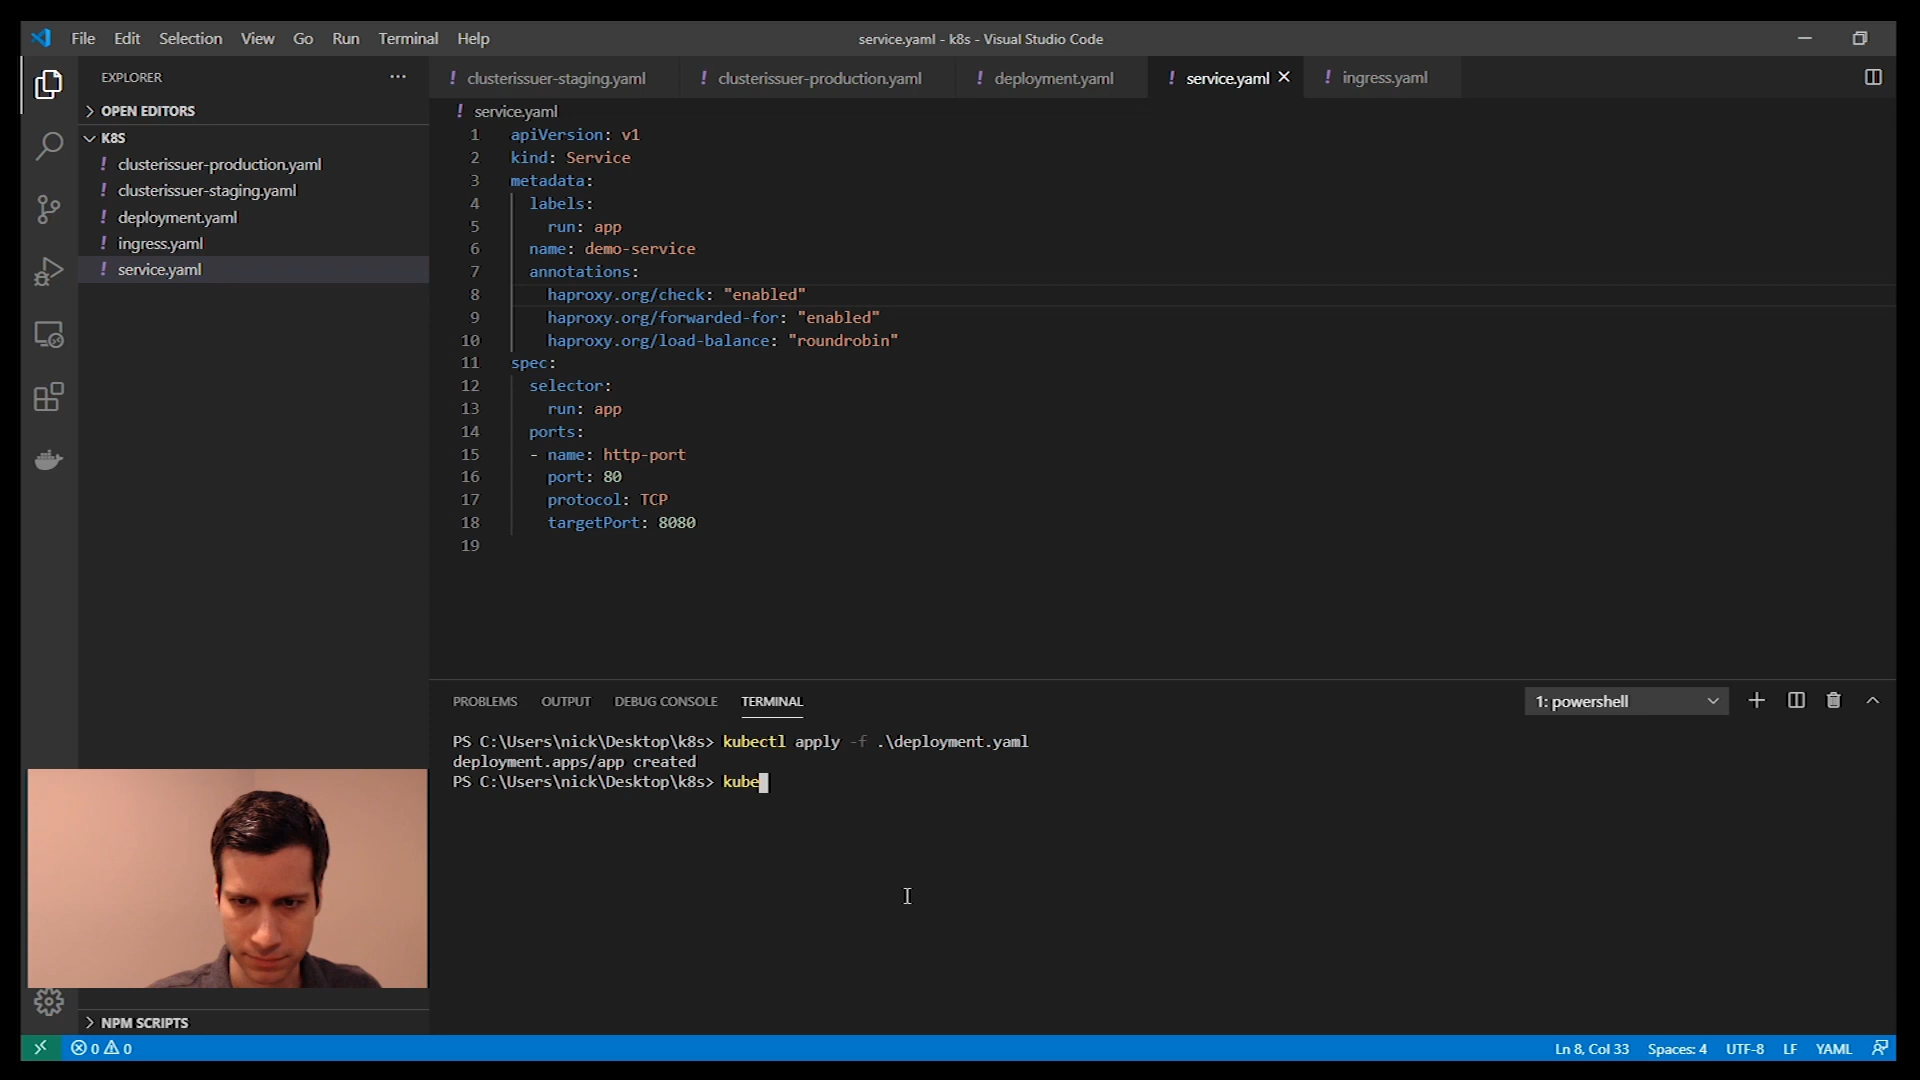 File Edit Selection View Go Run Terminal Help
service.yaml - k8s - Visual Studio Code
EXPLORER
OPEN EDITORS
K8S
clusterissuer-production.yaml
clusterissuer-staging.yaml
deployment.yaml
ingress.yaml
service.yaml
NPM SCRIPTS
! clusterissuer-staging.yaml ! clusterissuer-production.yaml ! deployment.yaml ! service.yaml ! ingress.yaml
! service.yaml
1 apiVersion: v1
2 kind: Service
3 metadata:
4 labels:
5 run: app
6 name: demo-service
7 annotations:
8 haproxy.org/check: "enabled"
9 haproxy.org/forwarded-for: "enabled"
10 haproxy.org/load-balance: "roundrobin"
11 spec:
12 selector:
13 run: app
14 ports:
15 - name: http-port
16 port: 80
17 protocol: TCP
18 targetPort: 8080
19
PROBLEMS OUTPUT DEBUG CONSOLE TERMINAL
1: powershell
PS C:\Users\nick\Desktop\k8s> kubectl apply -f .\deployment.yaml
deployment.apps/app created
PS C:\Users\nick\Desktop\k8s> kube
0 0
Ln 8, Col 33 Spaces: 4 UTF-8 LF YAML